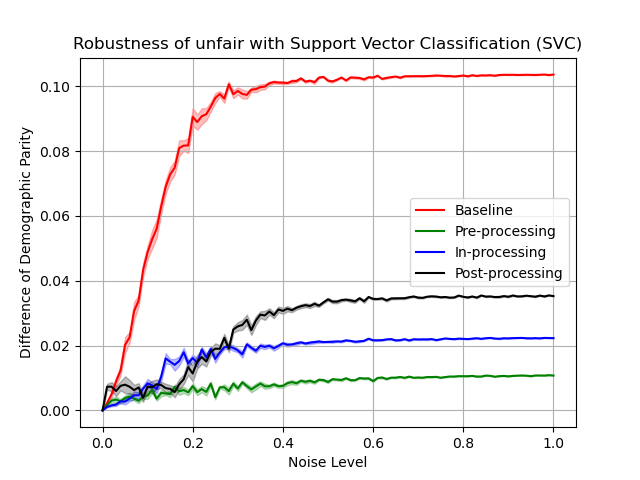 Robustness of unfair with Support Vector Classification (SVC)
Difference of Demographic Parity
0.10
0.08
0.06
0.04
0.02
0.00
Baseline
Pre-processing
In-processing
Post-processing
0.0 0.2 0.4 0.6 0.8 1.0
Noise Level